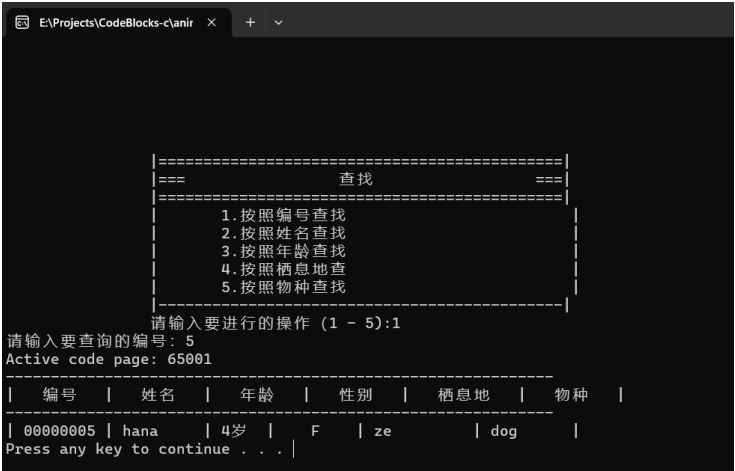 E:\Projects\CodeBlocks-c\anir
|=============================================|
|===                 查找                  ===|
|=============================================|
|       1.按照编号查找                         |
|       2.按照姓名查找                         |
|       3.按照年龄查找                         |
|       4.按照栖息地查                         |
|       5.按照物种查找                         |
|---------------------------------------------|
请输入要进行的操作 (1 - 5):1
请输入要查询的编号: 5
Active code page: 65001
-------------------------------------------------------------
|   编号   |   姓名   |   年龄   |   性别   |   栖息地   |   物种   |
-------------------------------------------------------------
| 00000005 | hana     | 4岁  |    F    | ze         | dog      |
Press any key to continue . . .